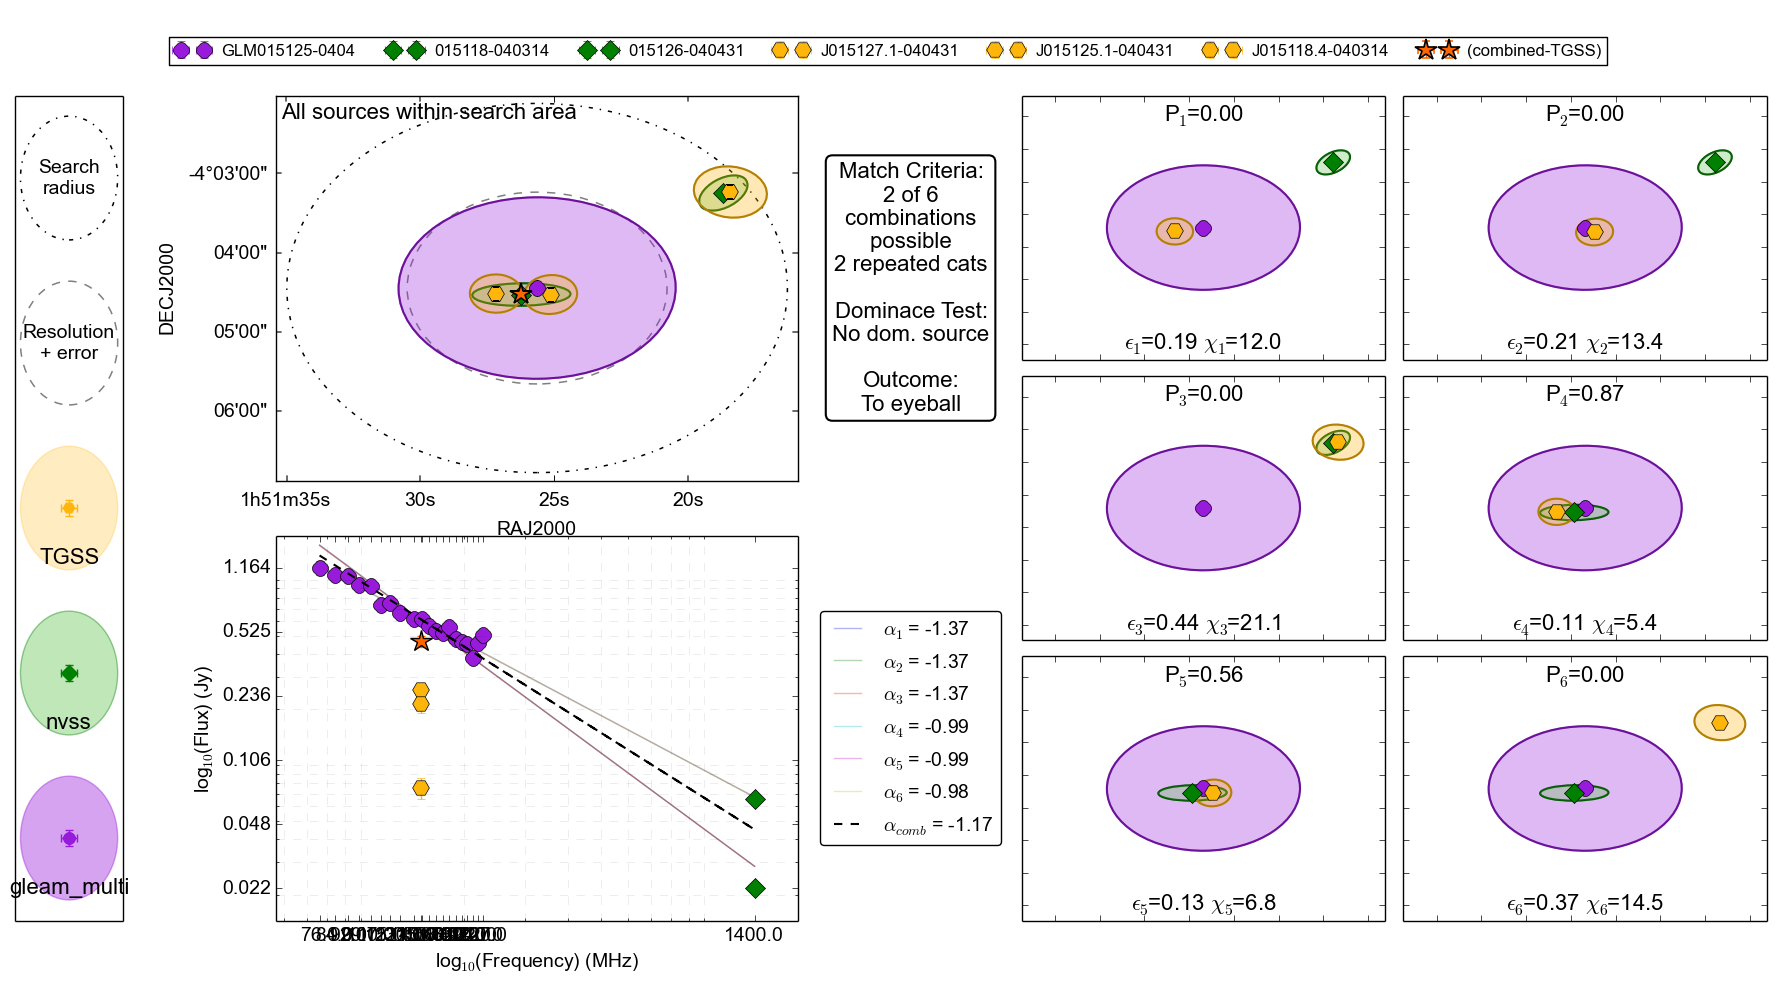 GLM015125-0404 015118-040314 015126-040431 J015127.1-040431 J015125.1-040431 J015118.4-040314 (combined-TGSS)
Search
radius
Resolution
+ error
TGSS
nvss
gleam_multi
All sources within search area
DECJ2000
-4°03'00"
04'00"
05'00"
06'00"
1h51m35s 30s 25s 20s
RAJ2000
Match Criteria:
2 of 6
combinations
possible
2 repeated cats
Dominace Test:
No dom. source
Outcome:
To eyeball
log10(Flux) (Jy)
1.164
0.525
0.236
0.106
0.048
0.022
1400.0
log10(Frequency) (MHz)
α1 = -1.37
α2 = -1.37
α3 = -1.37
α4 = -0.99
α5 = -0.99
α6 = -0.98
αcomb = -1.17
P1=0.00
ϵ1=0.19 χ1=12.0
P2=0.00
ϵ2=0.21 χ2=13.4
P3=0.00
ϵ3=0.44 χ3=21.1
P4=0.87
ϵ4=0.11 χ4=5.4
P5=0.56
ϵ5=0.13 χ5=6.8
P6=0.00
ϵ6=0.37 χ6=14.5